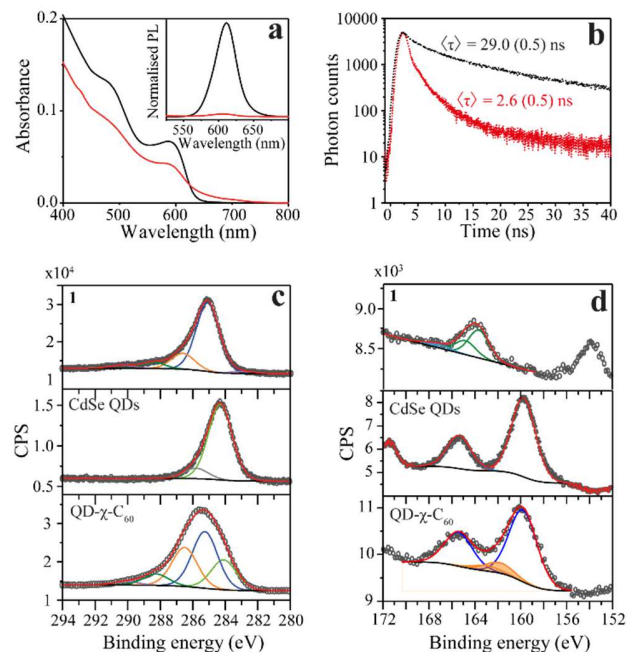 a
0.2
0.1
0.0
Absorbance
400 500 600 700 800
Wavelength (nm)
Normalised PL
550 650
Wavelength (nm)
b
10000
1000
100
10
1
Photon counts
⟨τ⟩ = 29.0 (0.5) ns
⟨τ⟩ = 2.6 (0.5) ns
0 5 10 15 20 25 30 35 40
Time (ns)
x10⁴
1
c
3
2
1
CdSe QDs
1.5
1.0
0.5
CPS
QD-χ-C₆₀
3
2
1
294 292 290 288 286 284 282 280
Binding energy (eV)
x10³
1
d
9.0
8.5
CdSe QDs
8
7
6
5
4
CPS
QD-χ-C₆₀
11
10
9
172 168 164 160 156 152
Binding energy (eV)